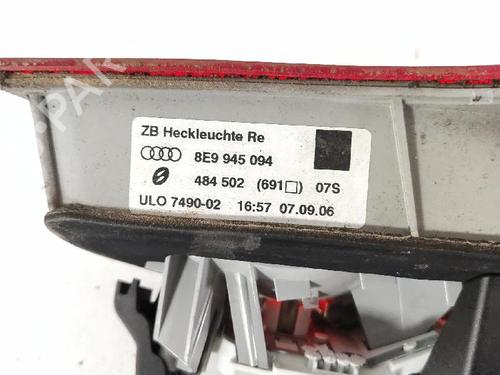 ZB Heckleuchte Re
8E9 945 094
484 502 (691□) 07S
ULO 7490-02 16:57 07.09.06